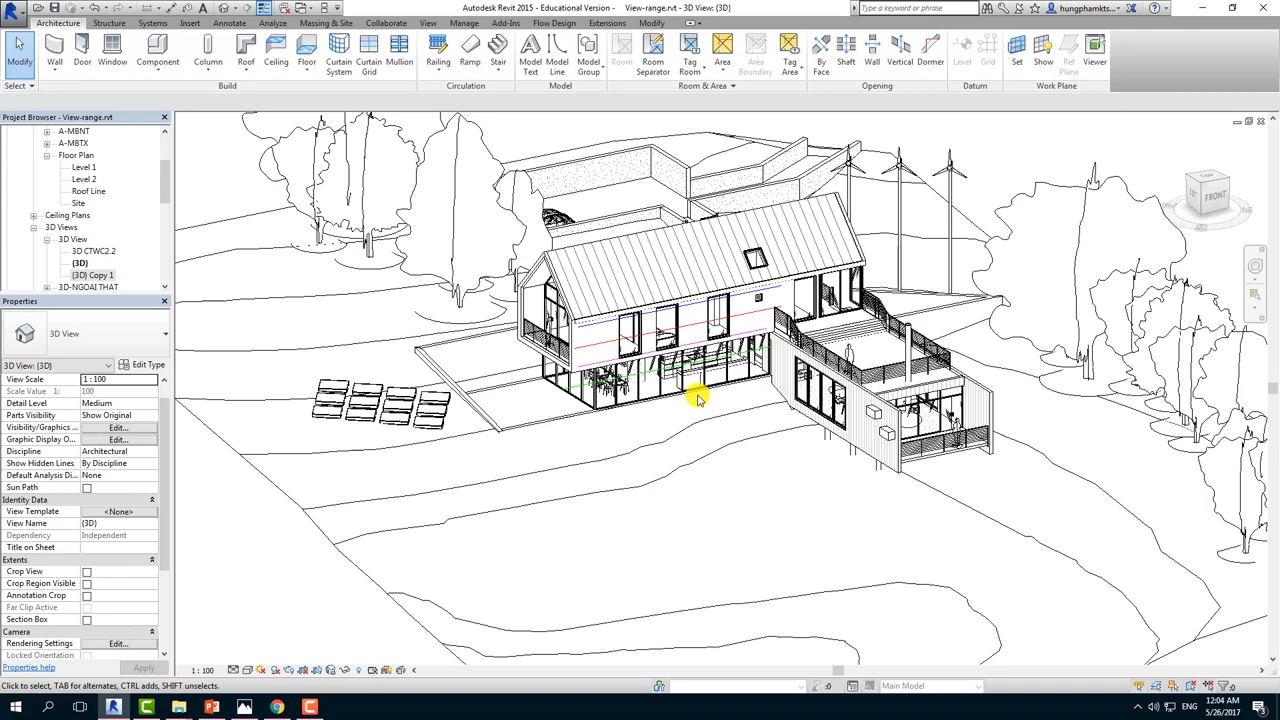 Autodesk Revit 2015 - Educational Version - View-range.rvt - 3D View: {3D}
Type a keyword or phrase
hungphamkts...
Architecture Structure Systems Insert Annotate Analyze Massing & Site Collaborate View Manage Add-Ins Flow Design Extensions Modify
Modify Wall Door Window Component Column Roof Ceiling Floor Curtain System Curtain Grid Mullion Railing Ramp Stair Model Text Model Line Model Group Room Room Separator Tag Room Area Area Boundary Tag Area By Face Shaft Wall Vertical Dormer Level Grid Set Show Ref Plane Viewer
Select Build Circulation Model Room & Area Opening Datum Work Plane
Project Browser - View-range.rvt
A-MBNT
A-MBTX
Floor Plan
Level 1
Level 2
Roof Line
Site
Ceiling Plans
3D Views
3D View
3D CTWC2.2
{3D}
{3D} Copy 1
3D-NGOAI THAT
FRONT
Properties
3D View
3D View: {3D} Edit Type
View Scale 1 : 100
Scale Value 1: 100
Detail Level Medium
Parts Visibility Show Original
Visibility/Graphics ... Edit...
Graphic Display O... Edit...
Discipline Architectural
Show Hidden Lines By Discipline
Default Analysis Di... None
Sun Path
Identity Data
View Template <None>
View Name {3D}
Dependency Independent
Title on Sheet
Extents
Crop View
Crop Region Visible
Annotation Crop
Far Clip Active
Section Box
Camera
Rendering Settings Edit...
Locked Orientation
Properties help Apply
1 : 100
Click to select, TAB for alternates, CTRL adds, SHIFT unselects.
:0 Main Model :0
ENG
12:04 AM
5/26/2017